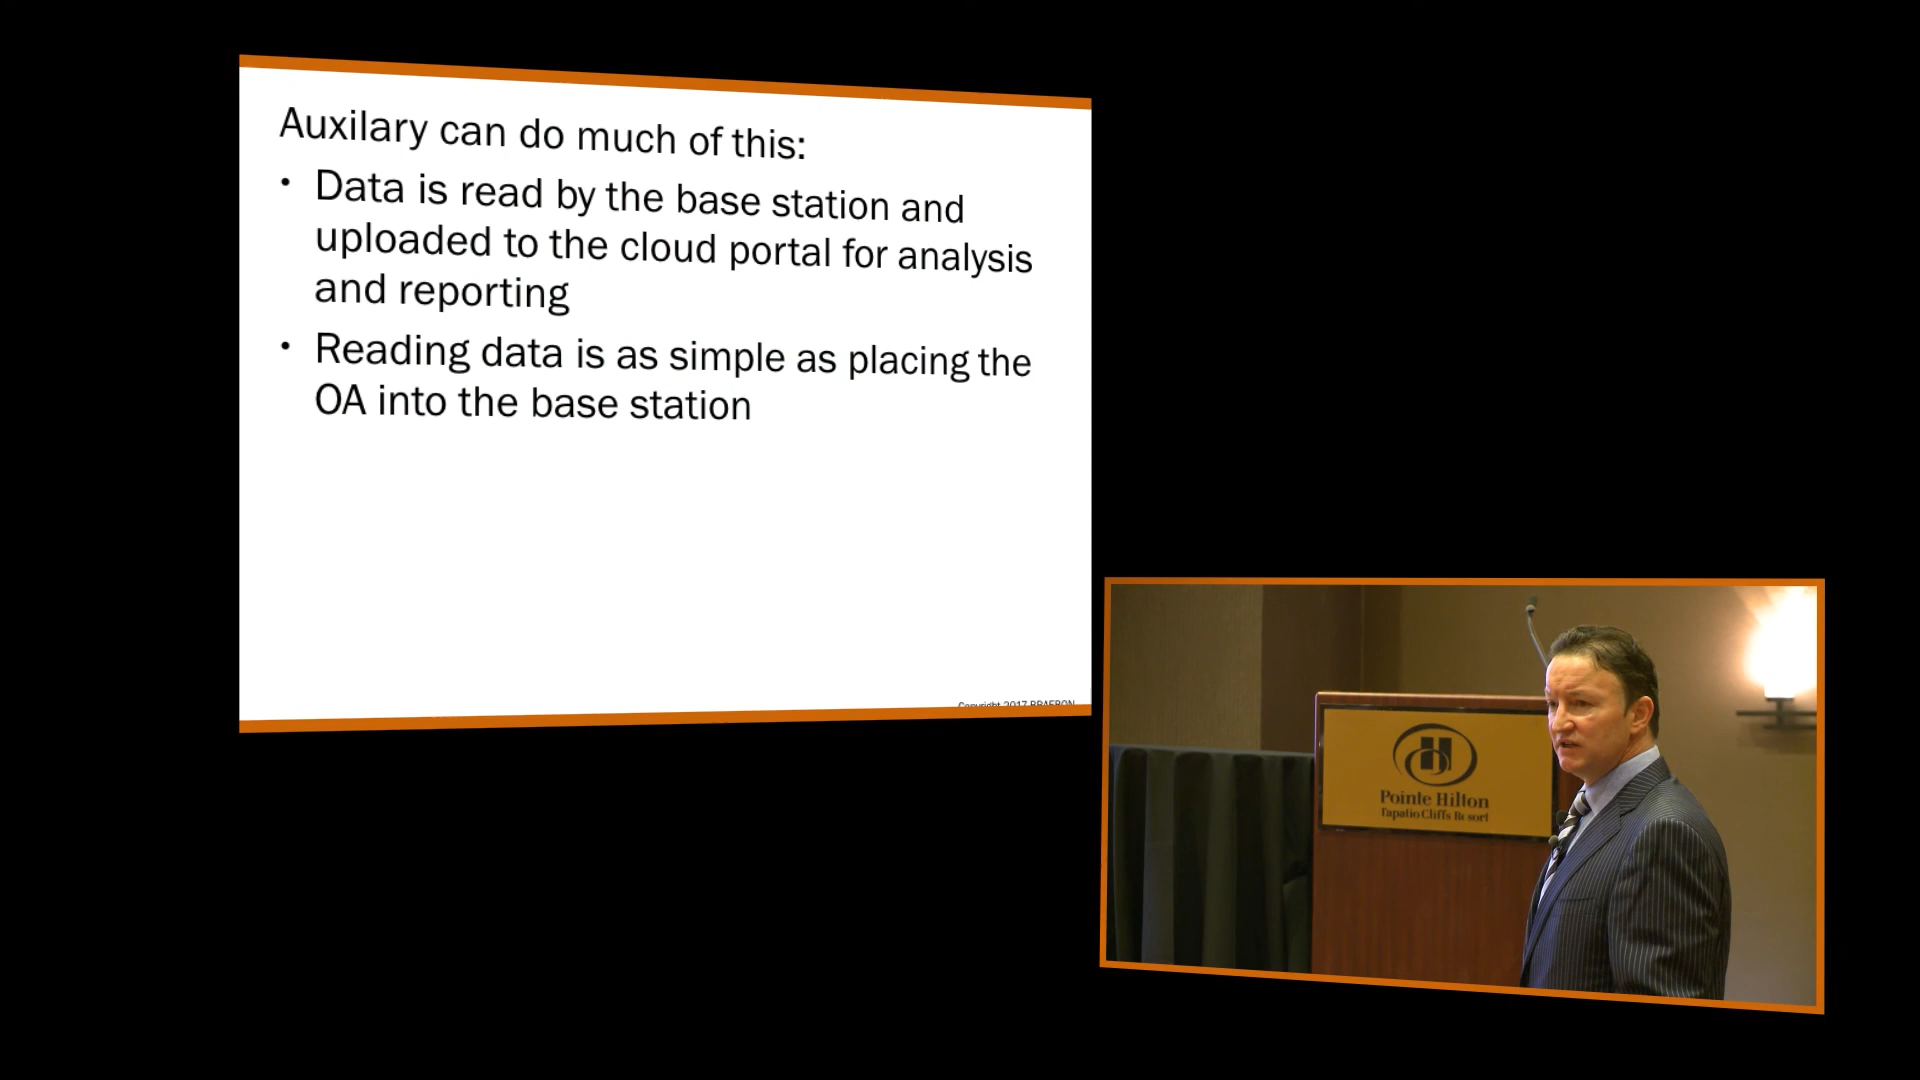 Auxilary can do much of this:
• Data is read by the base station and
uploaded to the cloud portal for analysis
and reporting
• Reading data is as simple as placing the
OA into the base station
Copyright 2017 BRAEBON
Pointe Hilton
Tapatio Cliffs Resort